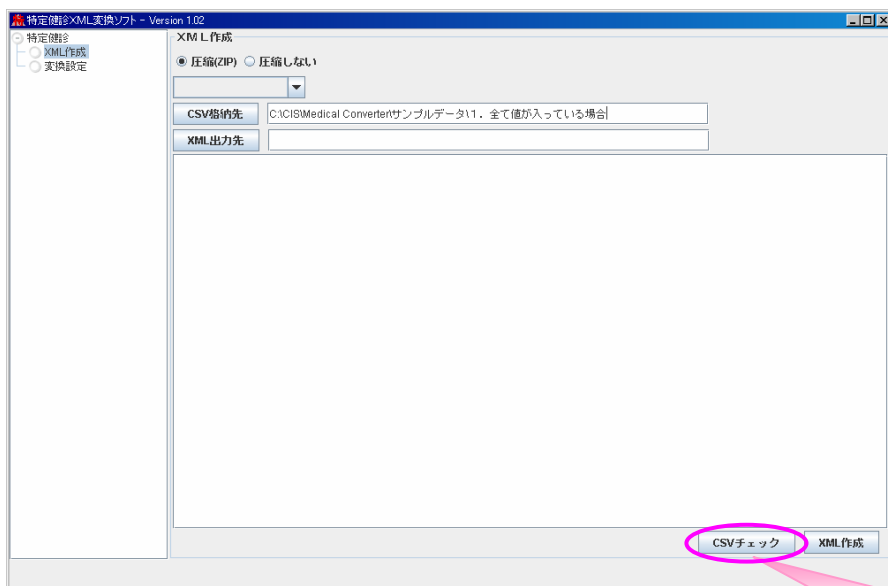 特定健診XML変換ソフト - Version 1.02
特定健診
XML作成
変換設定
XML作成
圧縮(ZIP) 圧縮しない
CSV格納先 C:\CIS\Medical Converter\サンプルデータ\1．全て値が入っている場合
XML出力先
CSVチェック XML作成